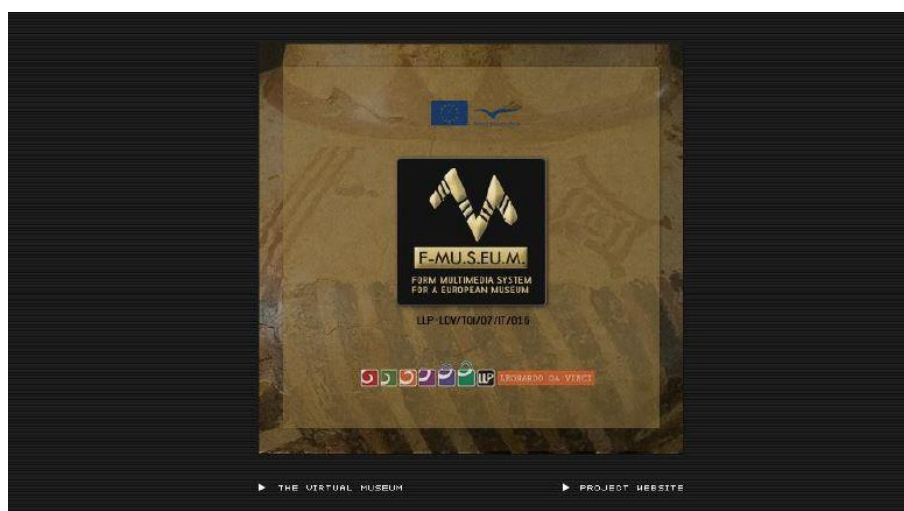 F-MU.S.EU.M.
FORM MULTIMEDIA SYSTEM
FOR A EUROPEAN MUSEUM
LLP-LDV/TOI/07/IT/016
LLP LEONARDO DA VINCI
▶ THE VIRTUAL MUSEUM
▶ PROJECT WEBSITE